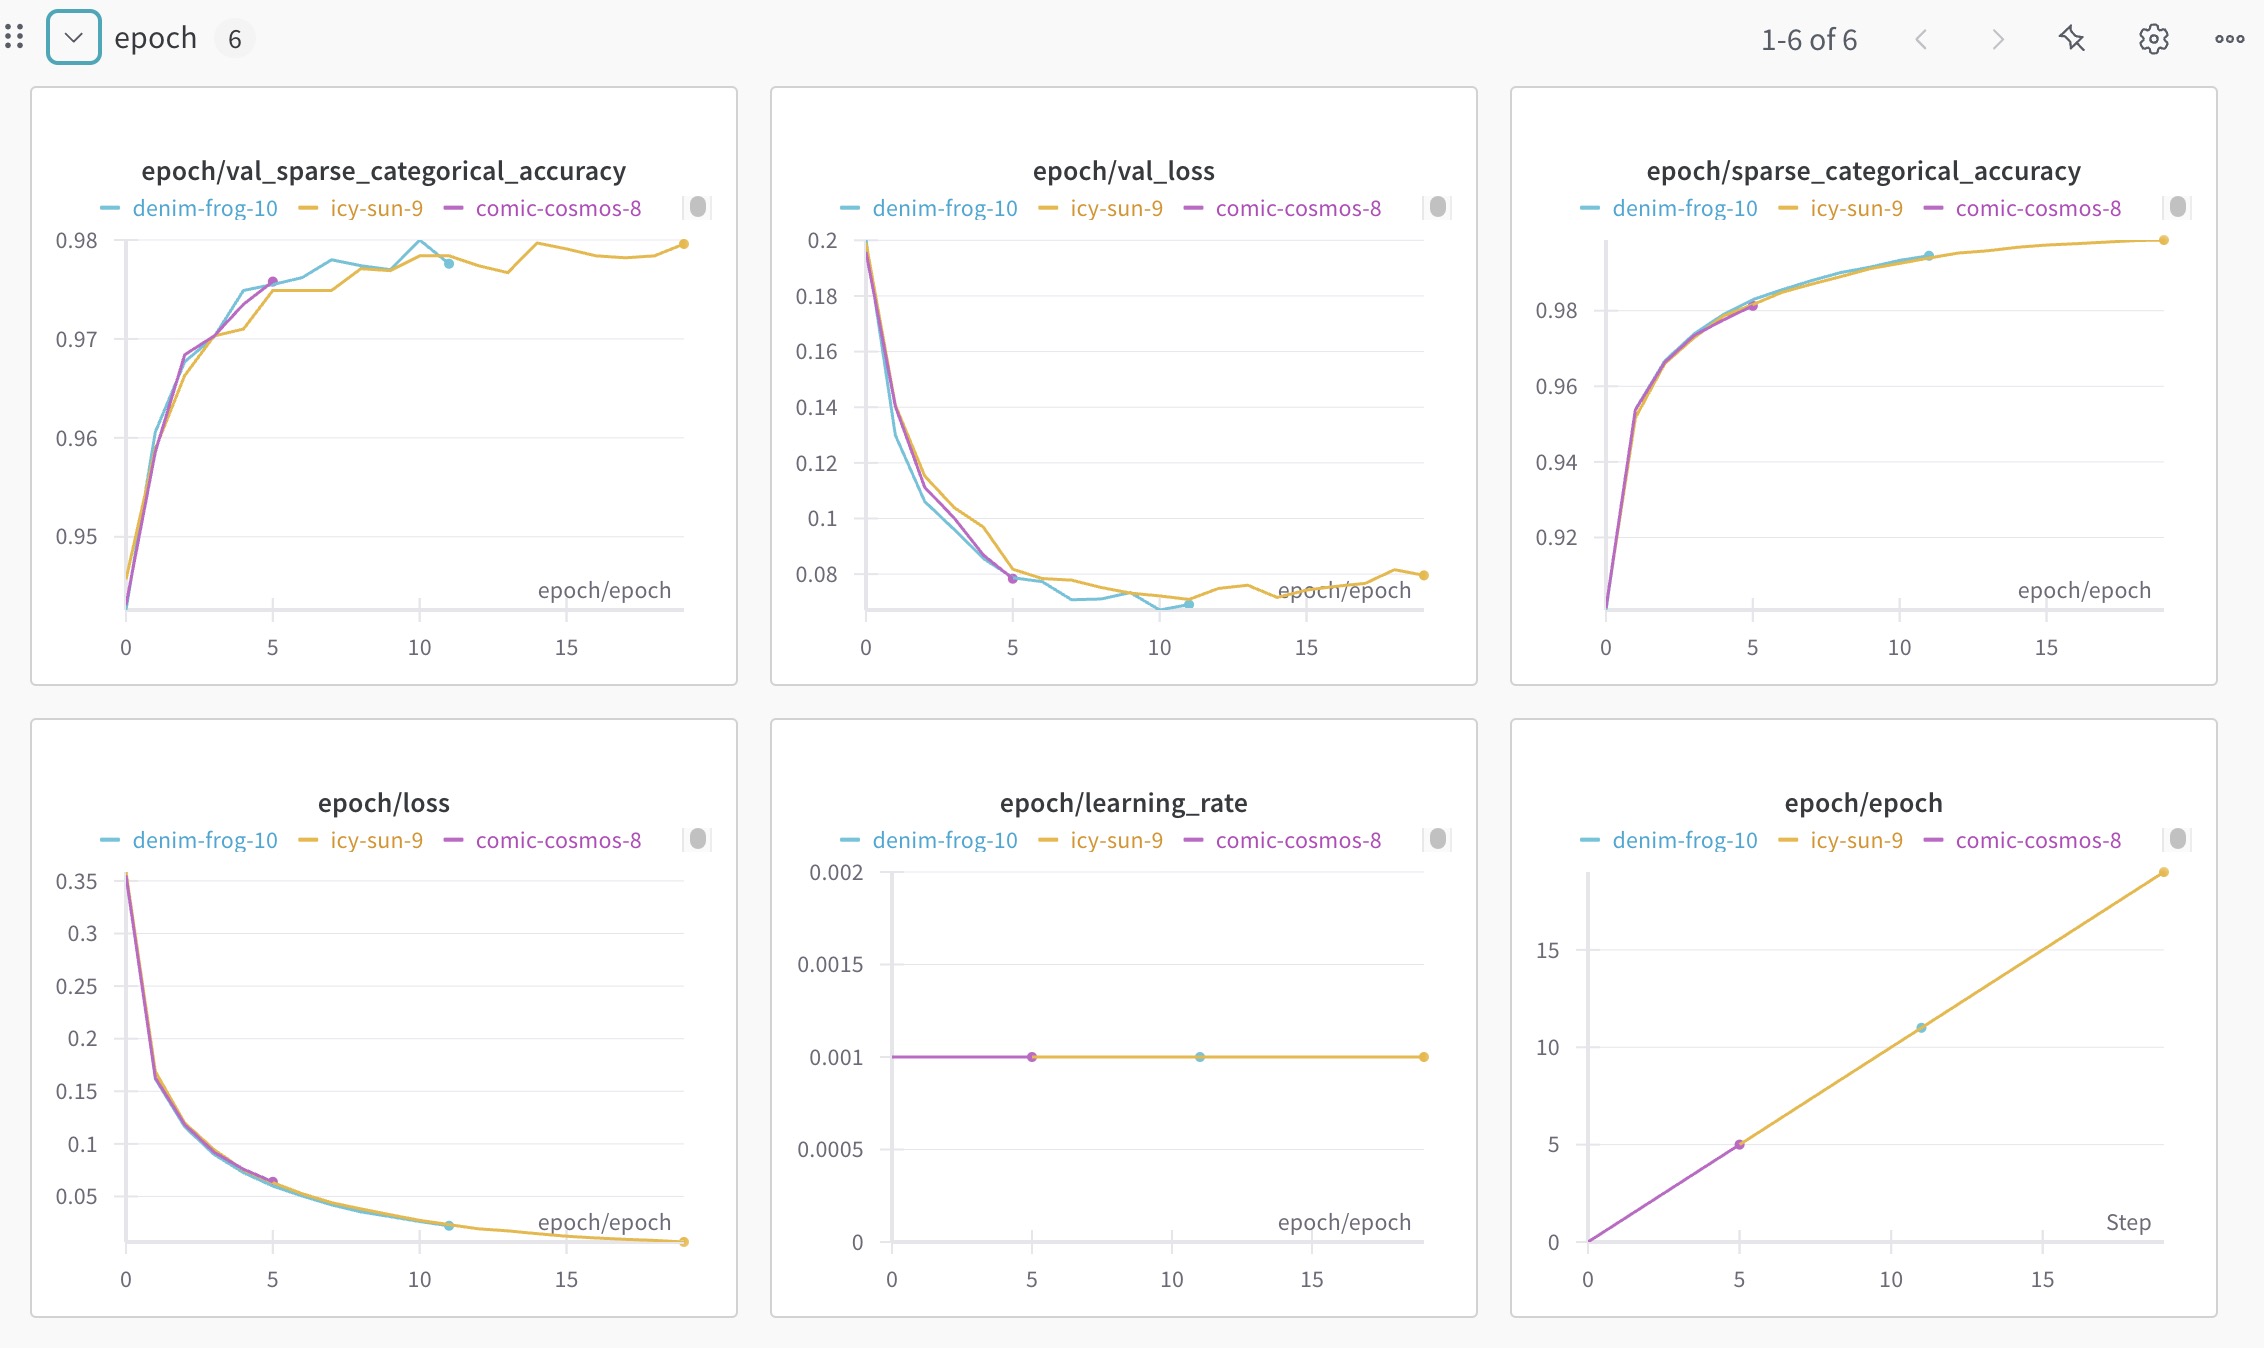 epoch 6 1-6 of 6
epoch/val_sparse_categorical_accuracy
denim-frog-10 icy-sun-9 comic-cosmos-8
0.98
0.97
0.96
0.95
epoch/epoch
0 5 10 15
epoch/val_loss
denim-frog-10 icy-sun-9 comic-cosmos-8
0.2
0.18
0.16
0.14
0.12
0.1
0.08
epoch/epoch
0 5 10 15
epoch/sparse_categorical_accuracy
denim-frog-10 icy-sun-9 comic-cosmos-8
0.98
0.96
0.94
0.92
epoch/epoch
0 5 10 15
epoch/loss
denim-frog-10 icy-sun-9 comic-cosmos-8
0.35
0.3
0.25
0.2
0.15
0.1
0.05
epoch/epoch
0 5 10 15
epoch/learning_rate
denim-frog-10 icy-sun-9 comic-cosmos-8
0.002
0.0015
0.001
0.0005
epoch/epoch
0
0 5 10 15
epoch/epoch
denim-frog-10 icy-sun-9 comic-cosmos-8
15
10
5
Step
0
0 5 10 15